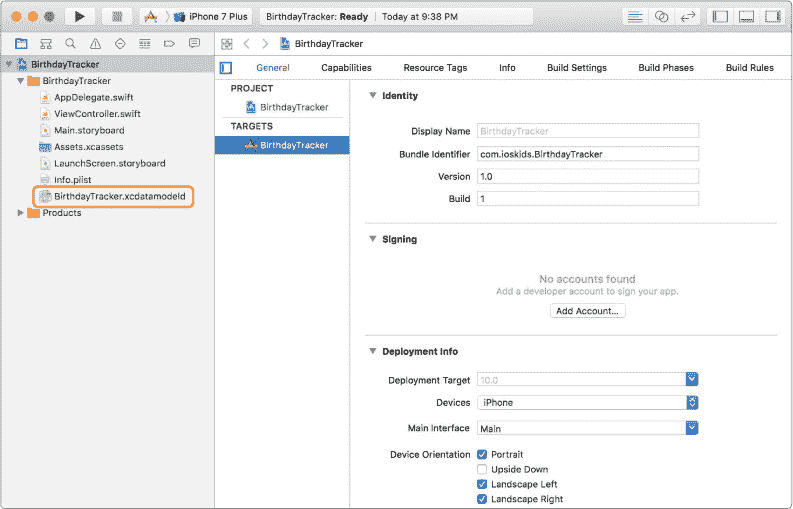 iPhone 7 Plus
BirthdayTracker: Ready | Today at 9:38 PM
BirthdayTracker
BirthdayTracker
AppDelegate.swift
ViewController.swift
Main.storyboard
Assets.xcassets
LaunchScreen.storyboard
Info.plist
BirthdayTracker.xcdatamodeld
Products
BirthdayTracker
General Capabilities Resource Tags Info Build Settings Build Phases Build Rules
PROJECT
BirthdayTracker
TARGETS
BirthdayTracker
Identity
Display Name BirthdayTracker
Bundle Identifier com.ioskids.BirthdayTracker
Version 1.0
Build 1
Signing
No accounts found
Add a developer account to sign your app.
Add Account...
Deployment Info
Deployment Target 10.0
Devices iPhone
Main Interface Main
Device Orientation Portrait
Upside Down
Landscape Left
Landscape Right